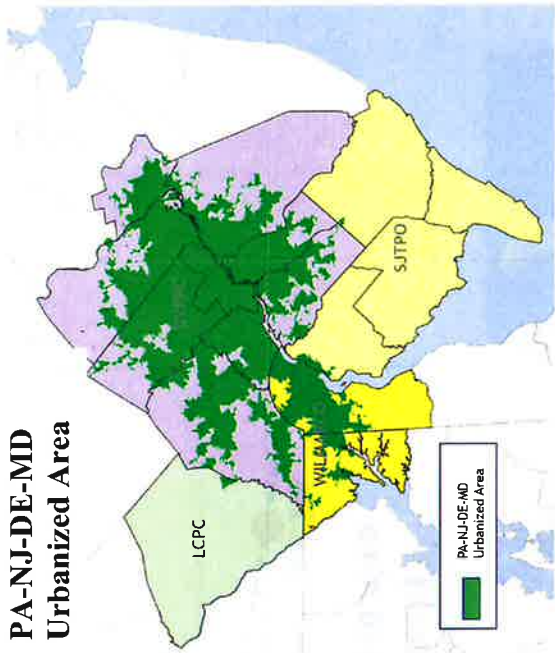 PA-NJ-DE-MD
Urbanized Area
LCPC
SJTPO
PA-NJ-DE-MD
Urbanized Area